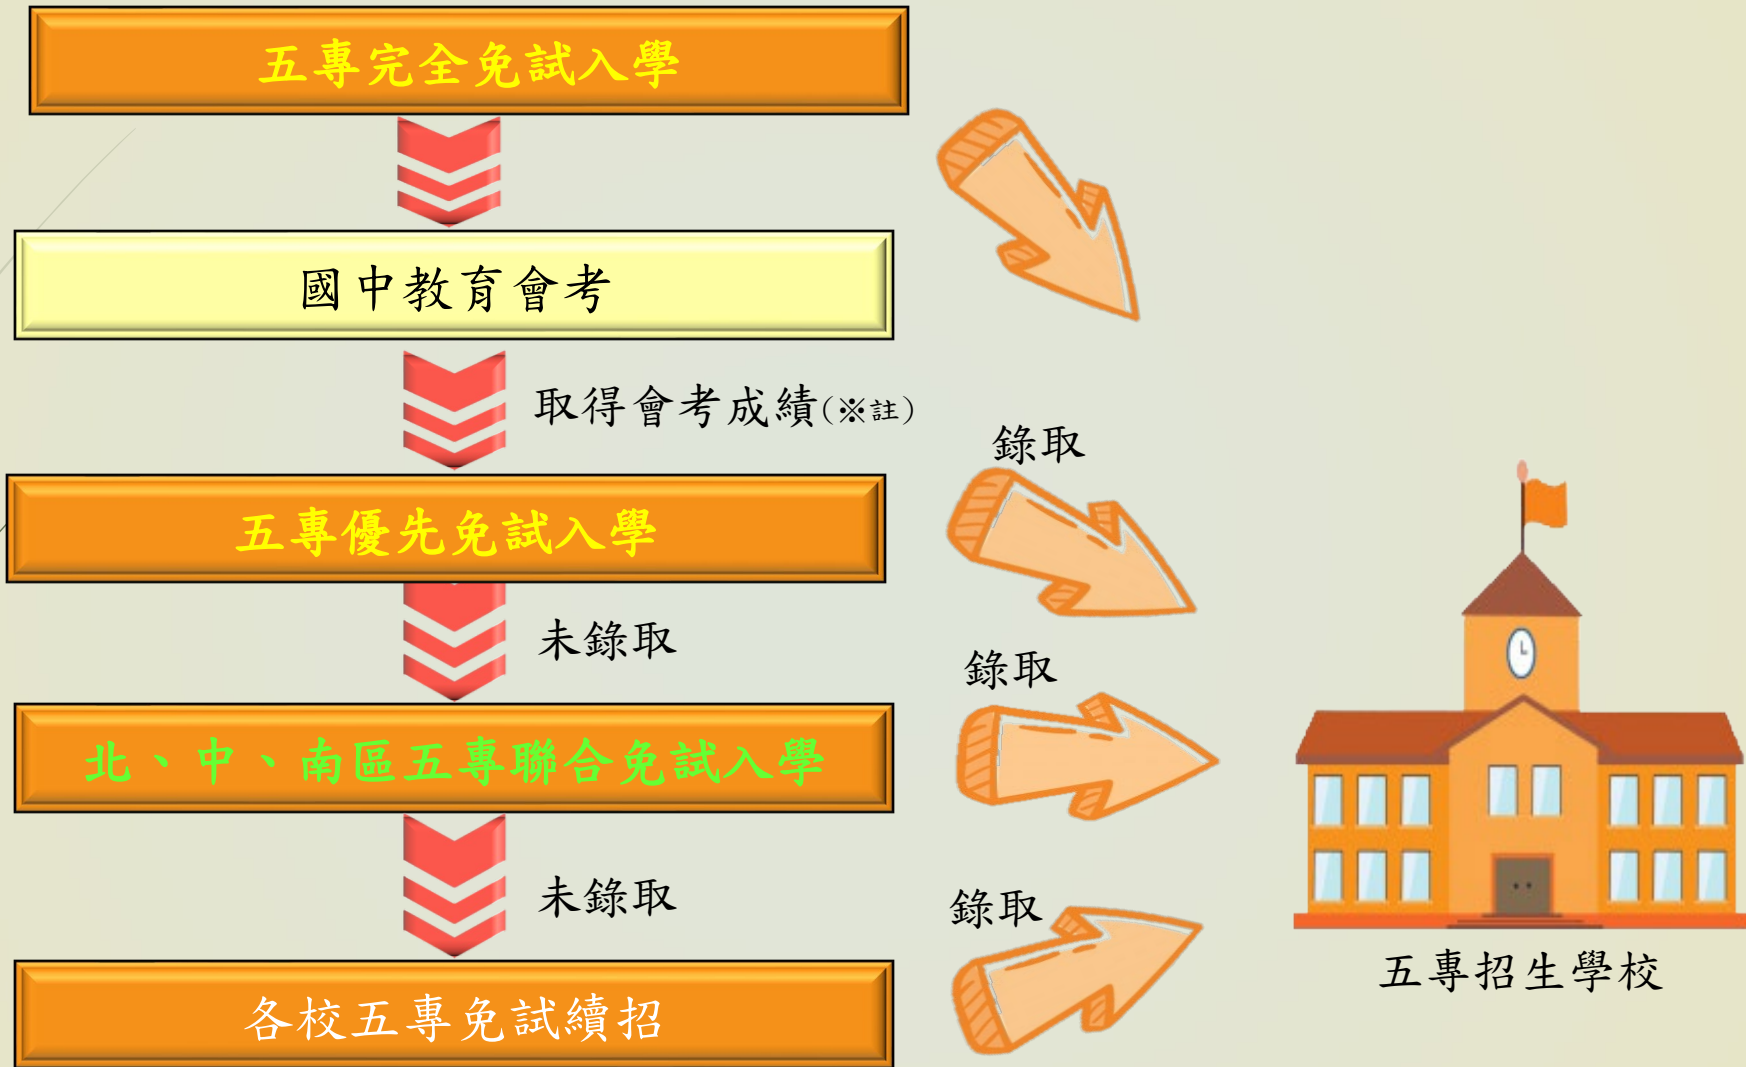 五專完全免試入學
國中教育會考
取得會考成績(※註)
錄取
五專優先免試入學
未錄取
錄取
北、中、南區五專聯合免試入學
未錄取
錄取
五專招生學校
各校五專免試續招